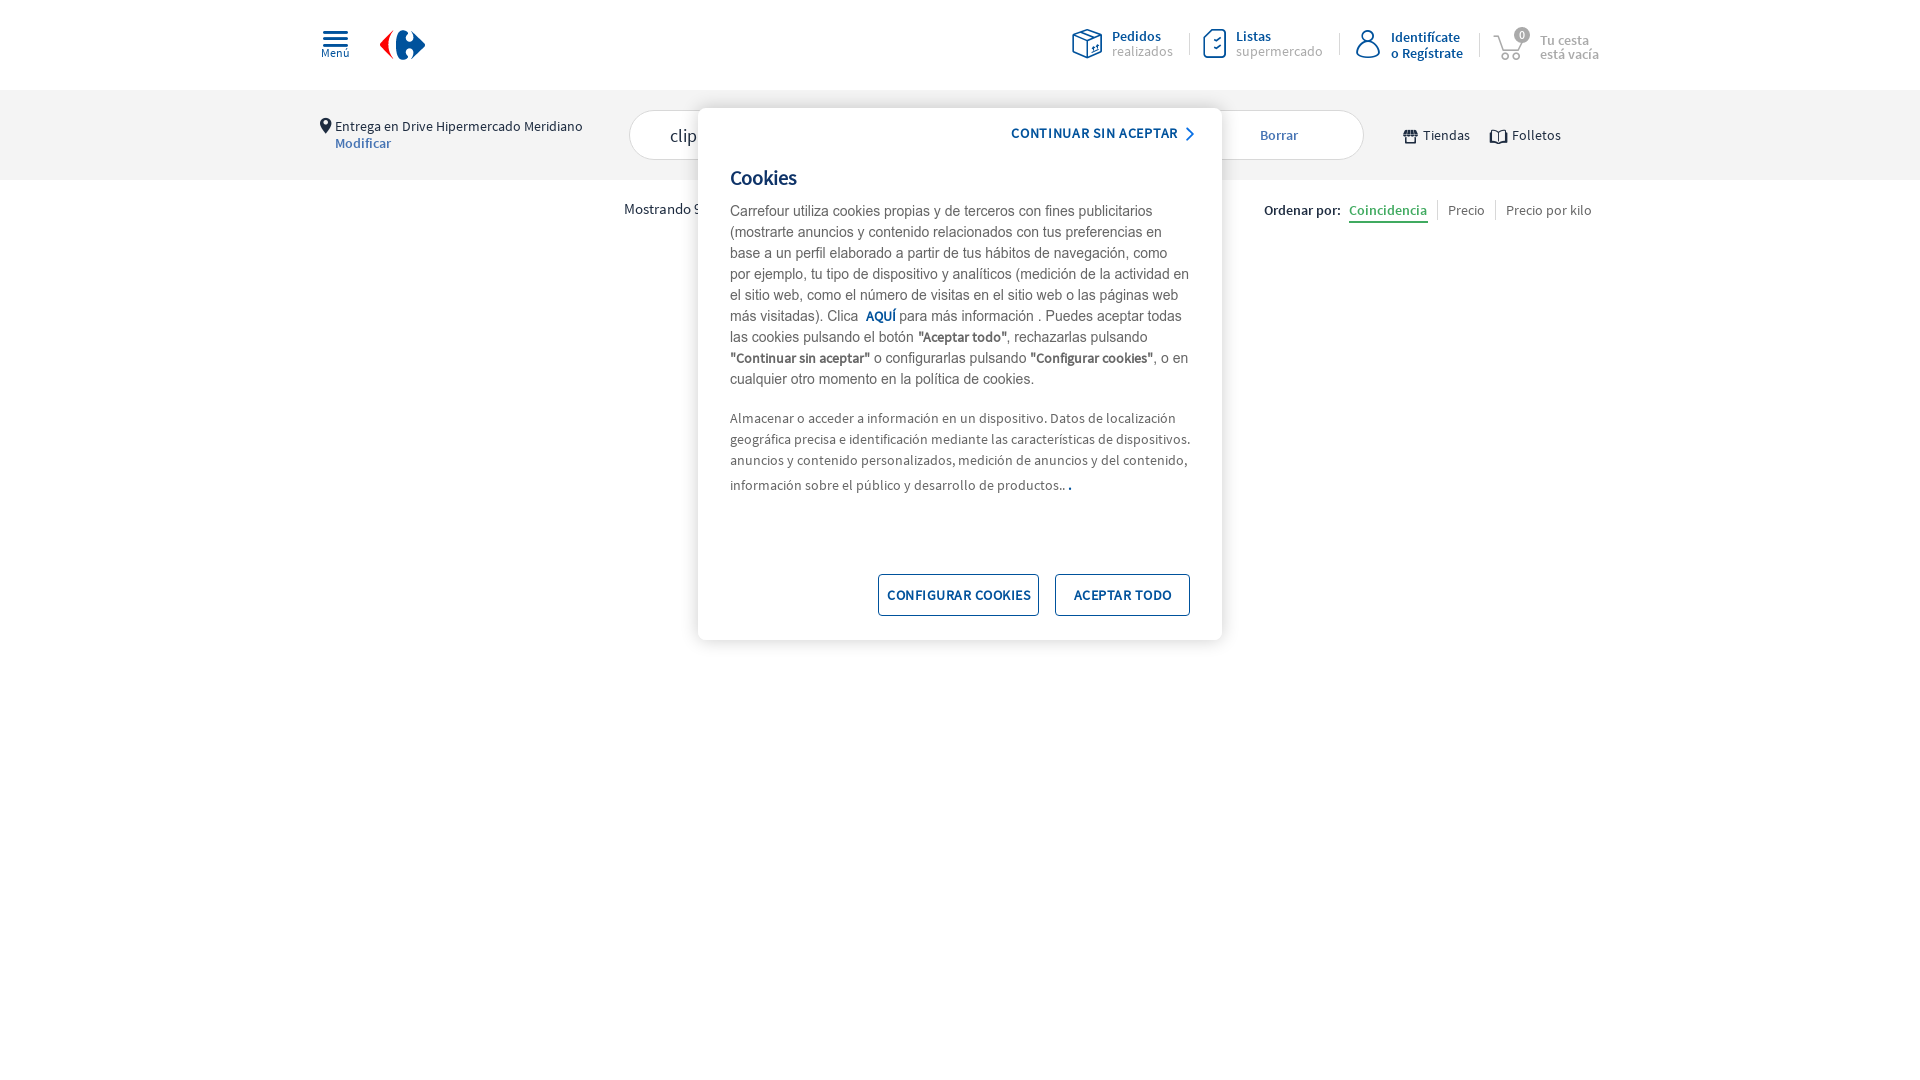 Menú
Pedidos
realizados
Listas
supermercado
Identifícate
o Regístrate
0
Tu cesta
está vacía
Entrega en Drive Hipermercado Meridiano
Modificar
clip
Borrar
Tiendas
Folletos
Mostrando
Ordenar por: Coincidencia Precio Precio por kilo
CONTINUAR SIN ACEPTAR
Cookies
Carrefour utiliza cookies propias y de terceros con fines publicitarios
(mostrarte anuncios y contenido relacionados con tus preferencias en
base a un perfil elaborado a partir de tus hábitos de navegación, como
por ejemplo, tu tipo de dispositivo y analíticos (medición de la actividad en
el sitio web, como el número de visitas en el sitio web o las páginas web
más visitadas). Clica AQUÍ para más información . Puedes aceptar todas
las cookies pulsando el botón "Aceptar todo", rechazarlas pulsando
"Continuar sin aceptar" o configurarlas pulsando "Configurar cookies", o en
cualquier otro momento en la política de cookies.
Almacenar o acceder a información en un dispositivo. Datos de localización
geográfica precisa e identificación mediante las características de dispositivos.
anuncios y contenido personalizados, medición de anuncios y del contenido,
información sobre el público y desarrollo de productos.. .
CONFIGURAR COOKIES
ACEPTAR TODO